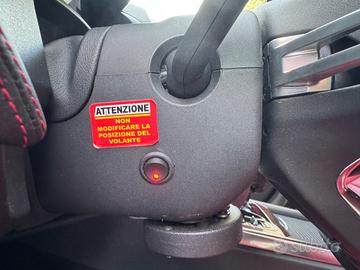 ATTENZIONE
NON
MODIFICARE LA
POSIZIONE DEL
VOLANTE